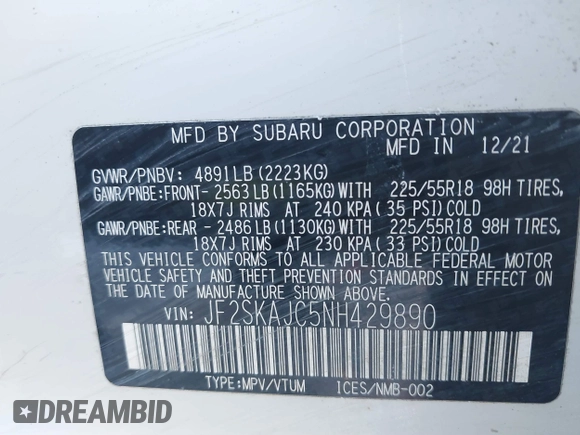 MFD BY SUBARU CORPORATION
MFD IN 12/21
GVWR/PNBV: 4891LB (2223KG)
GAWR/PNBE:FRONT- 2563LB (1165KG) WITH 225/55R18 98H TIRES,
18X7J RIMS AT 240 KPA( 35 PSI) COLD
GAWR/PNBE:REAR - 2486LB (1130KG) WITH 225/55R18 98H TIRES,
18X7J RIMS AT 230 KPA( 33 PSI) COLD
THIS VEHICLE CONFORMS TO ALL APPLICABLE FEDERAL MOTOR
VEHICLE SAFETY AND THEFT PREVENTION STANDARDS IN EFFECT ON
THE DATE OF MANUFACTURE SHOWN ABOVE.
VIN: JF2SKAJC5NH429890
TYPE:MPV/VTUM ICES/NMB-002
DREAMBID